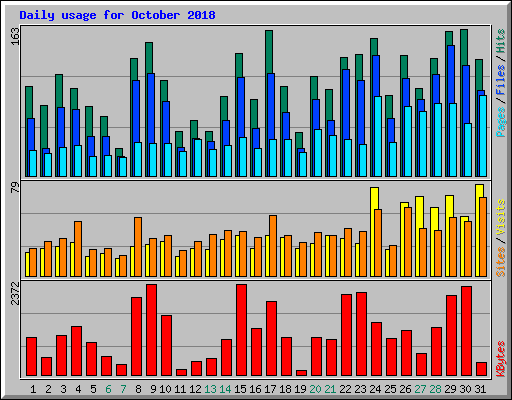 Daily usage for October 2018
163
Pages / Files / Hits
79
Sites / Visits
2372
KBytes
1 2 3 4 5 6 7 8 9 10 11 12 13 14 15 16 17 18 19 20 21 22 23 24 25 26 27 28 29 30 31